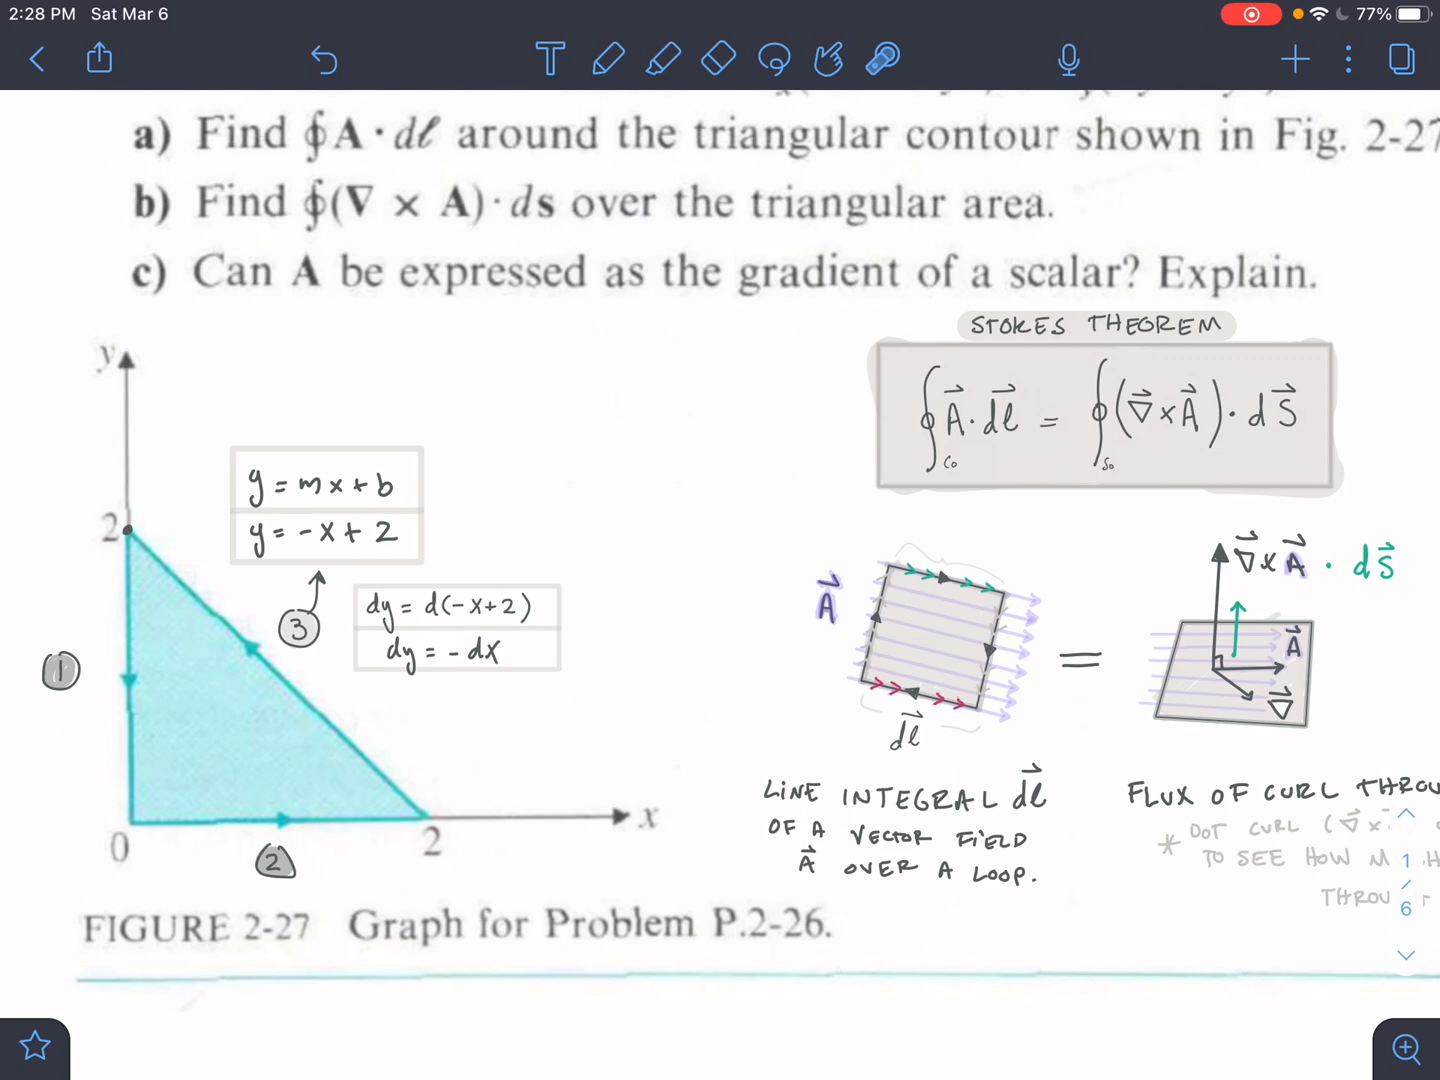 2:28 PM Sat Mar 6
77%
a) Find ∮A · dℓ around the triangular contour shown in Fig. 2-27
b) Find ∮(∇ × A) · ds over the triangular area.
c) Can A be expressed as the gradient of a scalar? Explain.
STOKES THEOREM
∮C₀ A⃗ · dℓ⃗ = ∮S₀ (∇⃗ × A⃗) · dS⃗
y
2
y = mx + b
y = -x + 2
3
dy = d(-x+2)
dy = - dx
1
0
2
2
x
A⃗
dℓ⃗
=
∇⃗ × A⃗ · dS⃗
A⃗
∇⃗
LINE INTEGRAL dℓ⃗
OF A VECTOR FIELD
A⃗ OVER A LOOP.
FLUX OF CURL THROU
* DOT CURL (∇⃗ ×
TO SEE HOW M
THROU
1
/
6
FIGURE 2-27 Graph for Problem P.2-26.